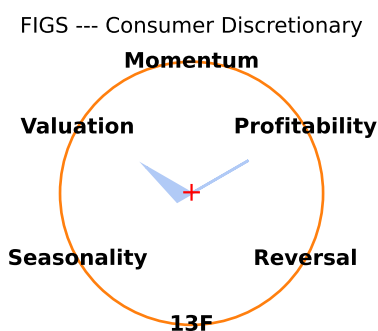 FIGS --- Consumer Discretionary
Momentum
Valuation
Profitability
Seasonality
Reversal
13F